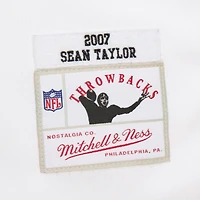 2007
SEAN TAYLOR
THROWBACKS
NFL
NOSTALGIA CO.
Mitchell & Ness
PHILADELPHIA, PA.